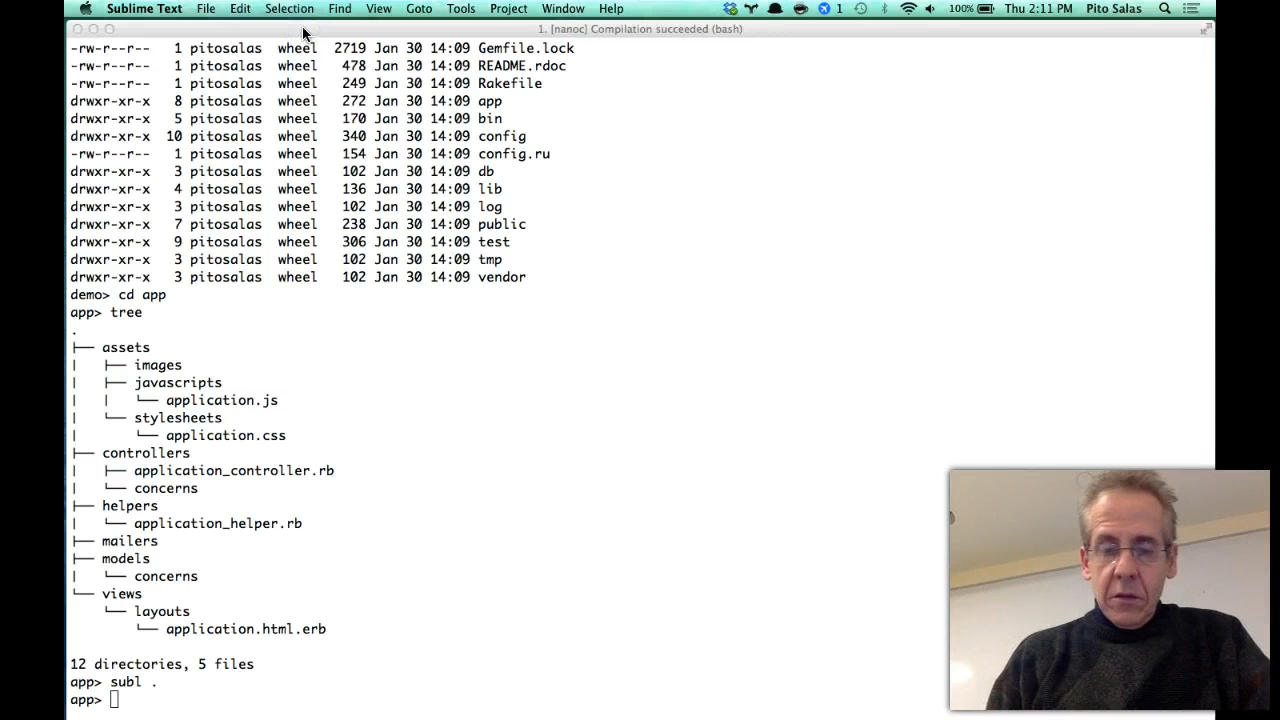 Sublime Text File Edit Selection Find View Goto Tools Project Window Help 1 100% Thu 2:11 PM Pito Salas
1. [nanoc] Compilation succeeded (bash)
-rw-r--r-- 1 pitosalas wheel 2719 Jan 30 14:09 Gemfile.lock
-rw-r--r-- 1 pitosalas wheel 478 Jan 30 14:09 README.rdoc
-rw-r--r-- 1 pitosalas wheel 249 Jan 30 14:09 Rakefile
drwxr-xr-x 8 pitosalas wheel 272 Jan 30 14:09 app
drwxr-xr-x 5 pitosalas wheel 170 Jan 30 14:09 bin
drwxr-xr-x 10 pitosalas wheel 340 Jan 30 14:09 config
-rw-r--r-- 1 pitosalas wheel 154 Jan 30 14:09 config.ru
drwxr-xr-x 3 pitosalas wheel 102 Jan 30 14:09 db
drwxr-xr-x 4 pitosalas wheel 136 Jan 30 14:09 lib
drwxr-xr-x 3 pitosalas wheel 102 Jan 30 14:09 log
drwxr-xr-x 7 pitosalas wheel 238 Jan 30 14:09 public
drwxr-xr-x 9 pitosalas wheel 306 Jan 30 14:09 test
drwxr-xr-x 3 pitosalas wheel 102 Jan 30 14:09 tmp
drwxr-xr-x 3 pitosalas wheel 102 Jan 30 14:09 vendor
demo> cd app
app> tree
.
├── assets
│   ├── images
│   ├── javascripts
│   │   └── application.js
│   └── stylesheets
│       └── application.css
├── controllers
│   ├── application_controller.rb
│   └── concerns
├── helpers
│   └── application_helper.rb
├── mailers
├── models
│   └── concerns
└── views
    └── layouts
        └── application.html.erb
12 directories, 5 files
app> subl .
app>